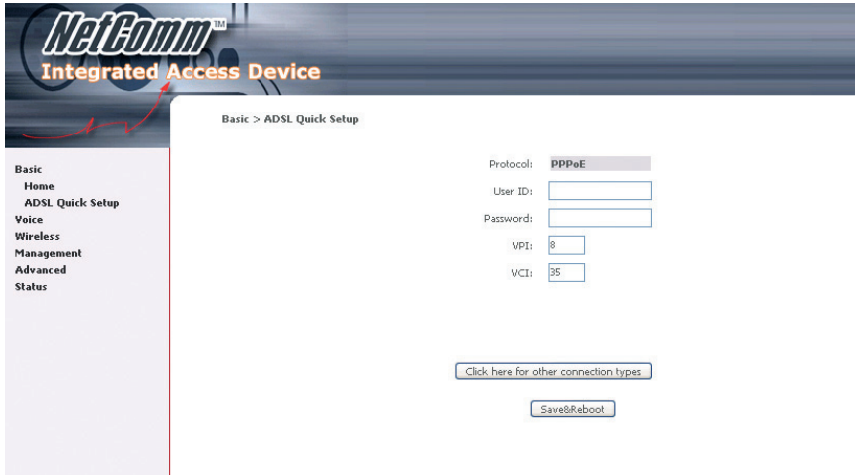 NetComm™
Integrated Access Device
Basic > ADSL Quick Setup
Basic
Home
ADSL Quick Setup
Voice
Wireless
Management
Advanced
Status
Protocol: PPPoE
User ID:
Password:
VPI: 8
VCI: 35
Click here for other connection types
Save&Reboot